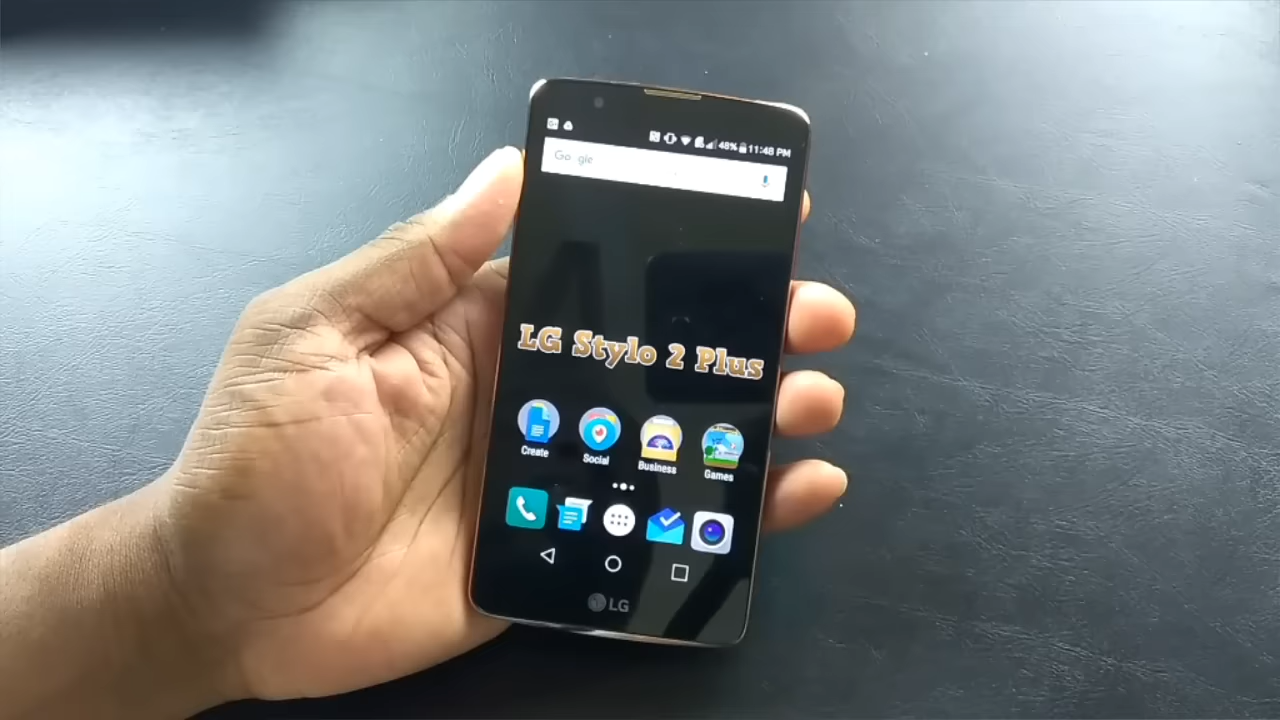 48% 11:48 PM
Google
LG Stylo 2 Plus
Create Social Business Games
LG